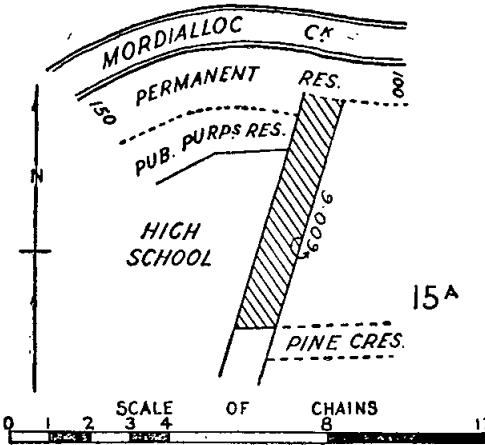 MORDIALLOC CK
PERMANENT RES.
150
100
PUB. PURPS RES.
N
HIGH
SCHOOL
600.6
15A
PINE CRES.
SCALE OF CHAINS
0 1 2 3 4 8